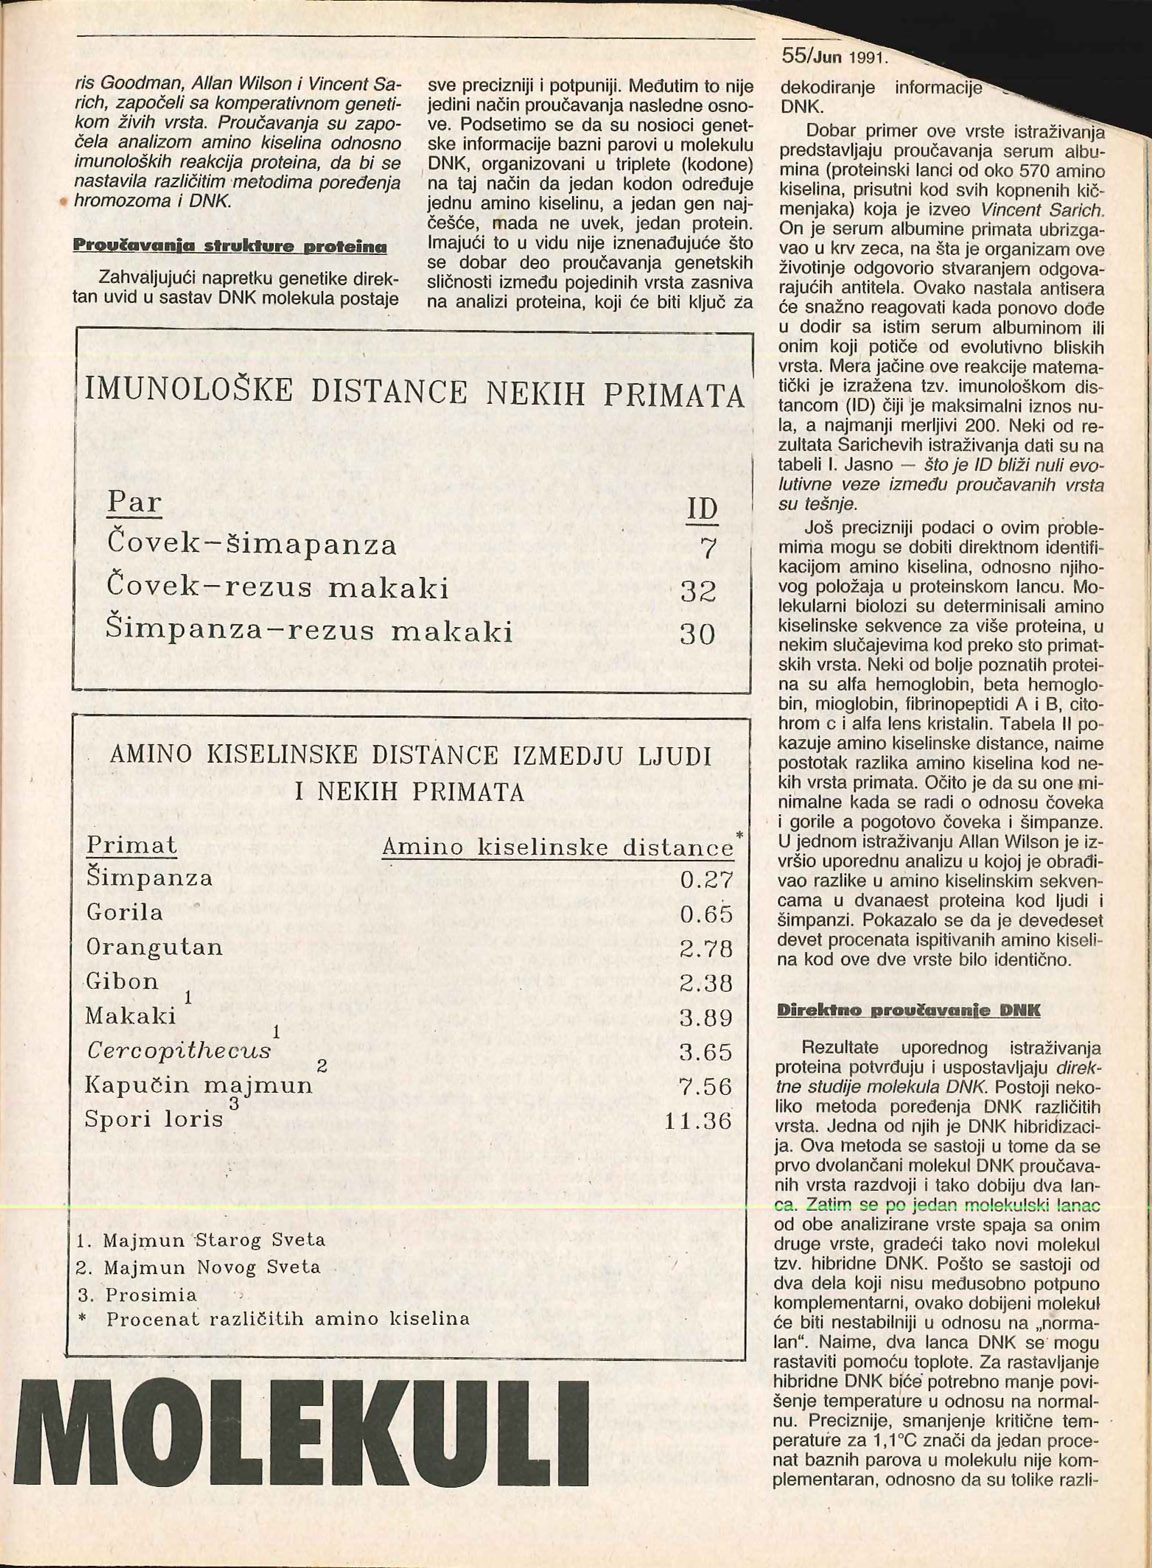 55/Jun 1991.
ris Goodman, Allan Wilson i Vincent Sa-
rich, započeli sa komperativnom geneti-
kom živih vrsta. Proučavanja su zapo-
čela analizom amino kiselina odnosno
imunoloških reakcija proteina, da bi se
nastavila različitim metodima poređenja
hromozoma i DNK.
Proučavanja strukture proteina
Zahvaljujući napretku genetike direk-
tan uvid u sastav DNK molekula postaje
sve precizniji i potpuniji. Međutim to nije
jedini način proučavanja nasledne osno-
ve. Podsetimo se da su nosioci genet-
ske informacije bazni parovi u molekulu
DNK, organizovani u triplete (kodone)
na taj način da jedan kodon određuje
jednu amino kiselinu, a jedan gen naj-
češće, mada ne uvek, jedan protein.
Imajući to u vidu nije iznenađujuće što
se dobar deo proučavanja genetskih
sličnosti između pojedinih vrsta zasniva
na analizi proteina, koji će biti ključ za
dekodiranje informacije
DNK.
Dobar primer ove vrste istraživanja
predstavljaju proučavanja serum albu-
mina (proteinski lanci od oko 570 amino
kiselina, prisutni kod svih kopnenih kič-
menjaka) koja je izveo Vincent Sarich.
On je serum albumine primata ubrizga-
vao u krv zeca, na šta je organizam ove
životinje odgovorio stvaranjem odgova-
rajućih antitela. Ovako nastala antisera
će snažno reagovati kada ponovo dođe
u dodir sa istim serum albuminom ili
onim koji potiče od evolutivno bliskih
vrsta. Mera jačine ove reakcije matema-
tički je izražena tzv. imunološkom dis-
tancom (ID) čiji je maksimalni iznos nu-
la, a najmanji merljivi 200. Neki od re-
zultata Sarichevih istraživanja dati su na
tabeli I. Jasno — što je ID bliži nuli evo-
lutivne veze između proučavanih vrsta
su tešnje.
Još precizniji podaci o ovim proble-
mima mogu se dobiti direktnom identifi-
kacijom amino kiselina, odnosno njiho-
vog položaja u proteinskom lancu. Mo-
lekularni biolozi su determinisali amino
kiselinske sekvence za više proteina, u
nekim slučajevima kod preko sto primat-
skih vrsta. Neki od bolje poznatih protei-
na su alfa hemoglobin, beta hemoglo-
bin, mioglobin, fibrinopeptidi A i B, cito-
hrom c i alfa lens kristalin. Tabela II po-
kazuje amino kiselinske distance, naime
postotak razlika amino kiselina kod ne-
kih vrsta primata. Očito je da su one mi-
nimalne kada se radi o odnosu čoveka
i gorile a pogotovo čoveka i šimpanze.
U jednom istraživanju Allan Wilson je iz-
vršio uporednu analizu u kojoj je obrađi-
vao razlike u amino kiselinskim sekven-
cama u dvanaest proteina kod ljudi i
šimpanzi. Pokazalo se da je devedeset
devet procenata ispitivanih amino kiseli-
na kod ove dve vrste bilo identično.
Direktno proučavanje DNK
Rezultate uporednog istraživanja
proteina potvrđuju i uspostavljaju direk-
tne studije molekula DNK. Postoji neko-
liko metoda poređenja DNK različitih
vrsta. Jedna od njih je DNK hibridizaci-
ja. Ova metoda se sastoji u tome da se
prvo dvolančani molekul DNK proučava-
nih vrsta razdvoji i tako dobiju dva lan-
ca. Zatim se po jedan molekulski lanac
od obe analizirane vrste spaja sa onim
druge vrste, gradeći tako novi molekul
tzv. hibridne DNK. Pošto se sastoji od
dva dela koji nisu međusobno potpuno
komplementarni, ovako dobijeni molekul
će biti nestabilniji u odnosu na „norma-
lan“. Naime, dva lanca DNK se mogu
rastaviti pomoću toplote. Za rastavljanje
hibridne DNK biće potrebno manje povi-
šenje temperature u odnosu na normal-
nu. Preciznije, smanjenje kritične tem-
perature za 1,1°C znači da jedan proce-
nat baznih parova u molekulu nije kom-
plementaran, odnosno da su tolike razli-
IMUNOLOŠKE DISTANCE NEKIH PRIMATA
Par ID
Čovek–šimapanza 7
Čovek–rezus makaki 32
Šimpanza–rezus makaki 30
AMINO KISELINSKE DISTANCE IZMEDJU LJUDI
I NEKIH PRIMATA
Primat Amino kiselinske distance*
Šimpanza 0.27
Gorila 0.65
Orangutan 2.78
Gibon 2.38
Makaki 1 3.89
Cercopithecus 1 3.65
Kapučin majmun 2 7.56
Spori loris 3 11.36
1. Majmun Starog Sveta
2. Majmun Novog Sveta
3. Prosimia
* Procenat različitih amino kiselina
MOLEKULI